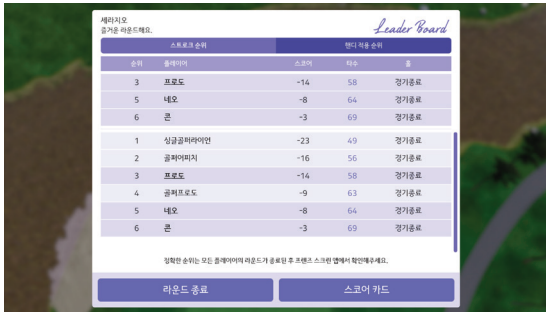 세라지오
즐거운 라운드해요.
Leader Board
스트로크 순위 핸디 적용 순위
순위 플레이어 스코어 타수 홀
3 프로도 -14 58 경기종료
5 네오 -8 64 경기종료
6 콘 -3 69 경기종료
1 싱글골퍼라이언 -23 49 경기종료
2 골퍼어피치 -16 56 경기종료
3 프로도 -14 58 경기종료
4 골퍼프로도 -9 63 경기종료
5 네오 -8 64 경기종료
6 콘 -3 69 경기종료
정확한 순위는 모든 플레이어의 라운드가 종료된 후 프렌즈 스크린 앱에서 확인해주세요.
라운드 종료 스코어 카드